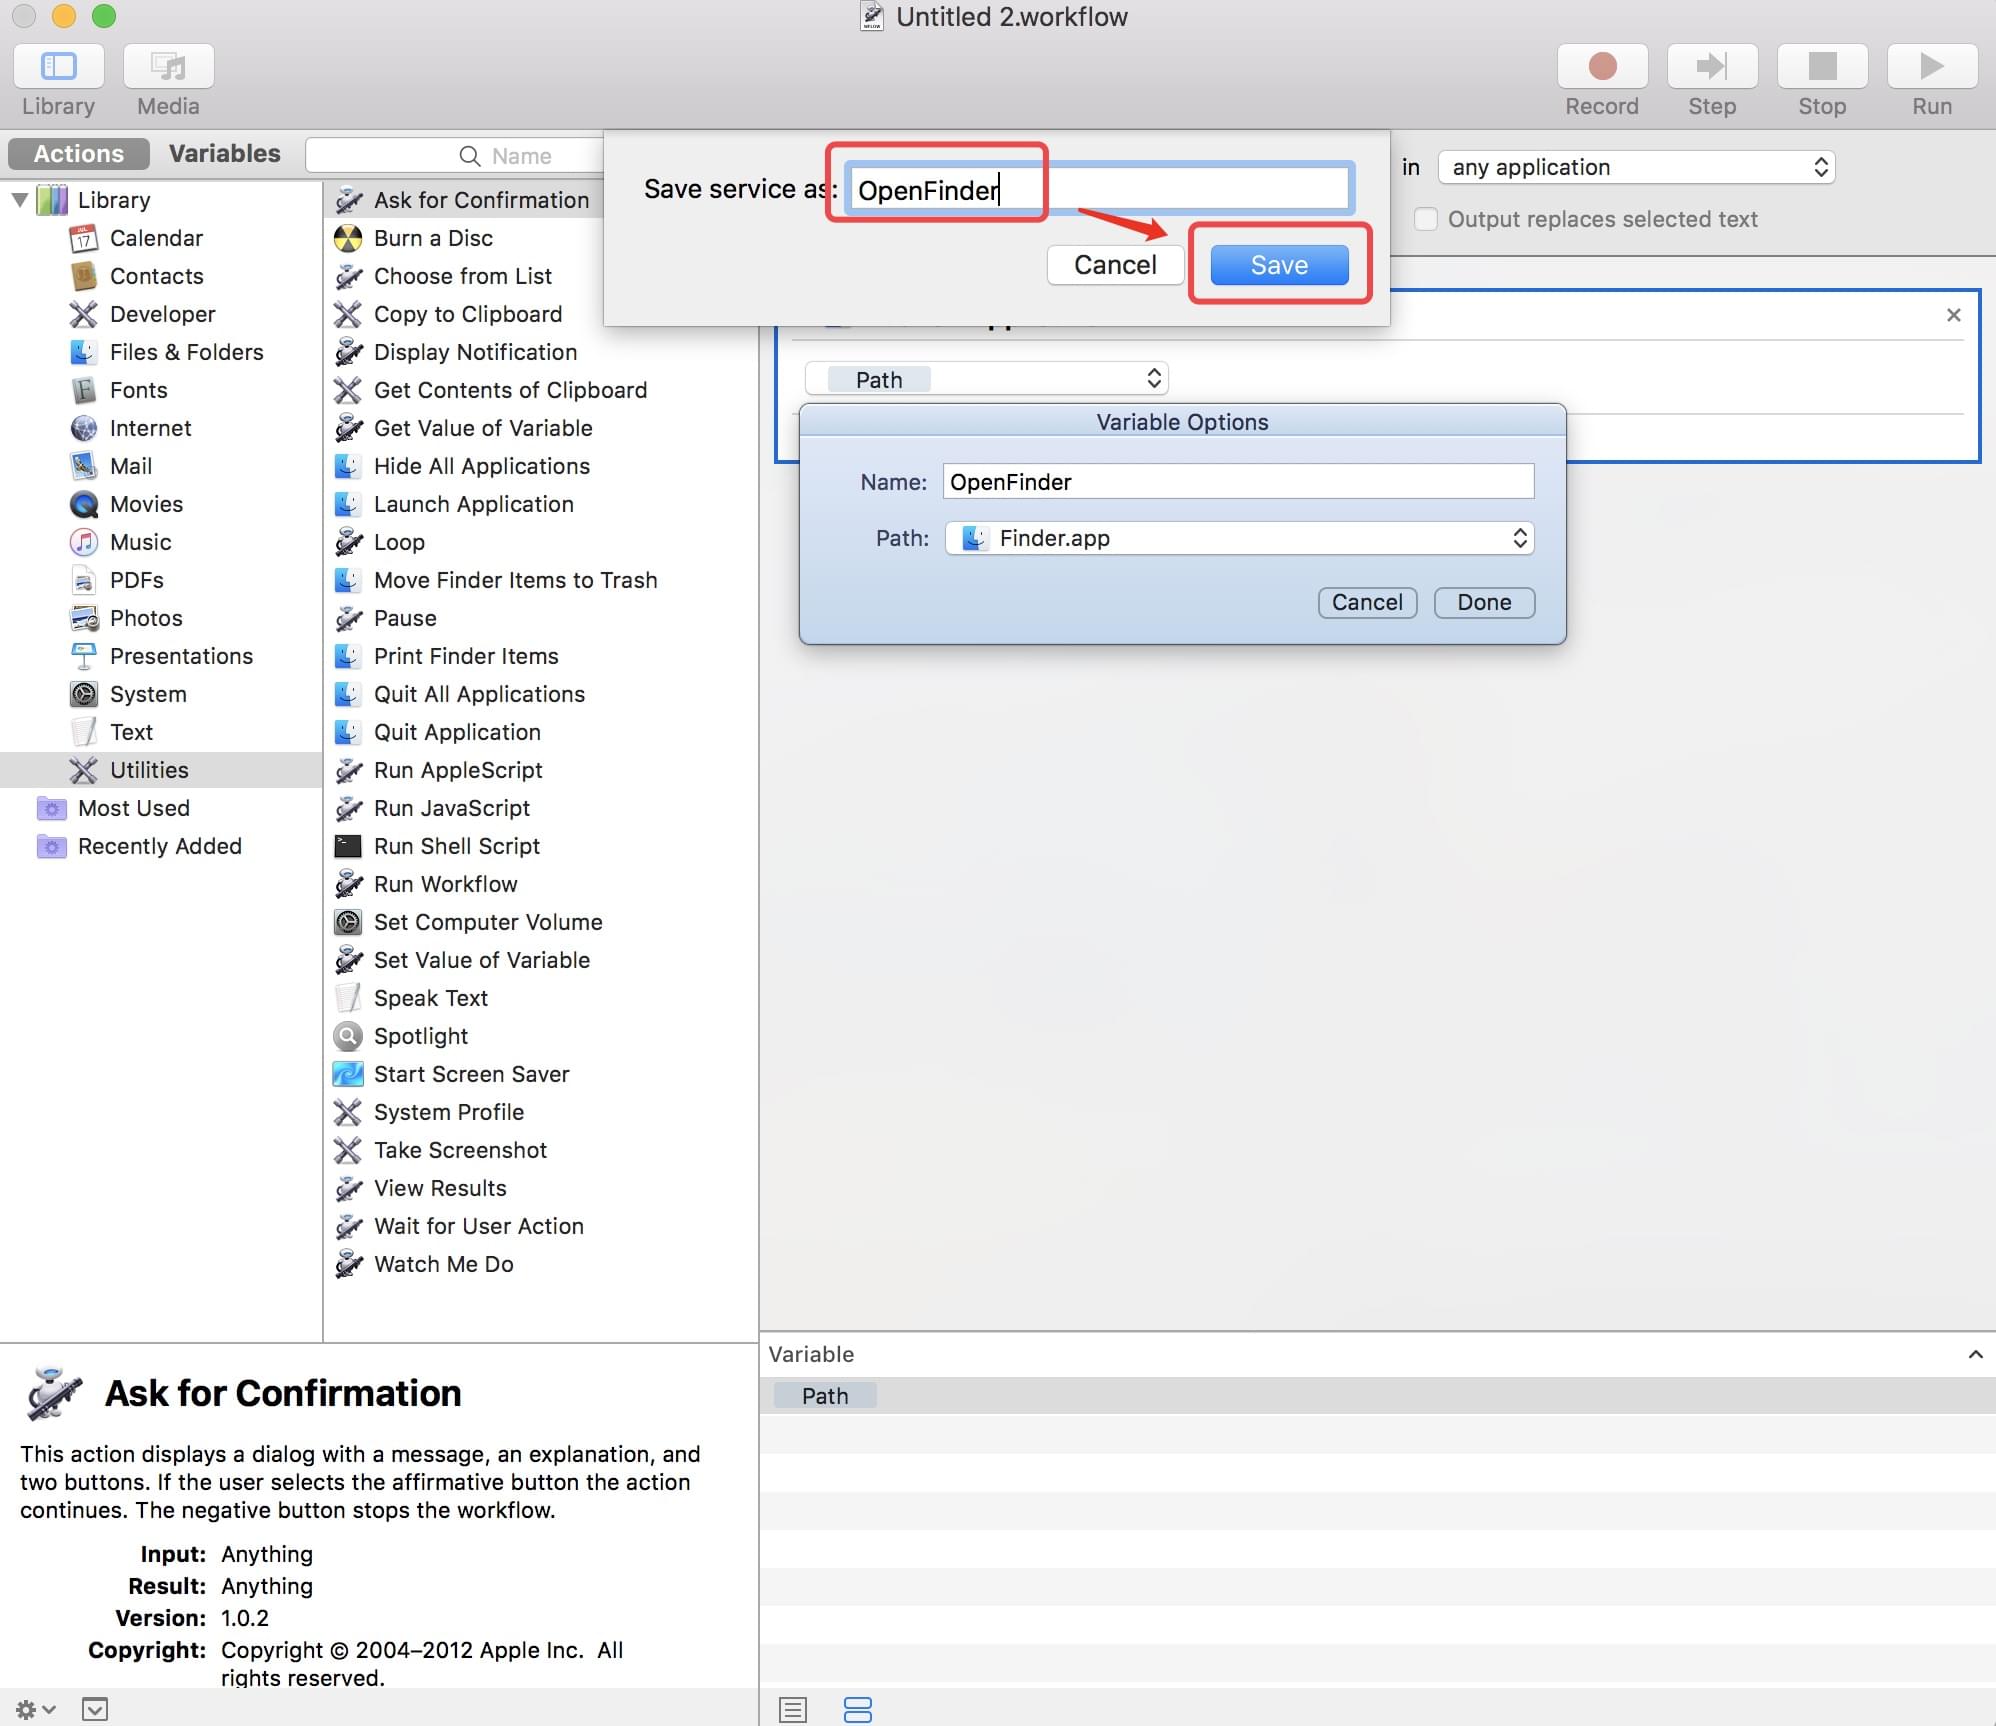 Untitled 2.workflow
Library
Media
Record
Step
Stop
Run
Actions
Variables
Name
Save service as:
OpenFinder
Cancel
Save
in
any application
Output replaces selected text
Library
Calendar
Contacts
Developer
Files & Folders
Fonts
Internet
Mail
Movies
Music
PDFs
Photos
Presentations
System
Text
Utilities
Most Used
Recently Added
Ask for Confirmation
Burn a Disc
Choose from List
Copy to Clipboard
Display Notification
Get Contents of Clipboard
Get Value of Variable
Hide All Applications
Launch Application
Loop
Move Finder Items to Trash
Pause
Print Finder Items
Quit All Applications
Quit Application
Run AppleScript
Run JavaScript
Run Shell Script
Run Workflow
Set Computer Volume
Set Value of Variable
Speak Text
Spotlight
Start Screen Saver
System Profile
Take Screenshot
View Results
Wait for User Action
Watch Me Do
Path
Variable Options
Name: OpenFinder
Path: Finder.app
Cancel
Done
Variable
Path
Ask for Confirmation
This action displays a dialog with a message, an explanation, and
two buttons. If the user selects the affirmative button the action
continues. The negative button stops the workflow.
Input: Anything
Result: Anything
Version: 1.0.2
Copyright: Copyright © 2004–2012 Apple Inc. All
rights reserved.